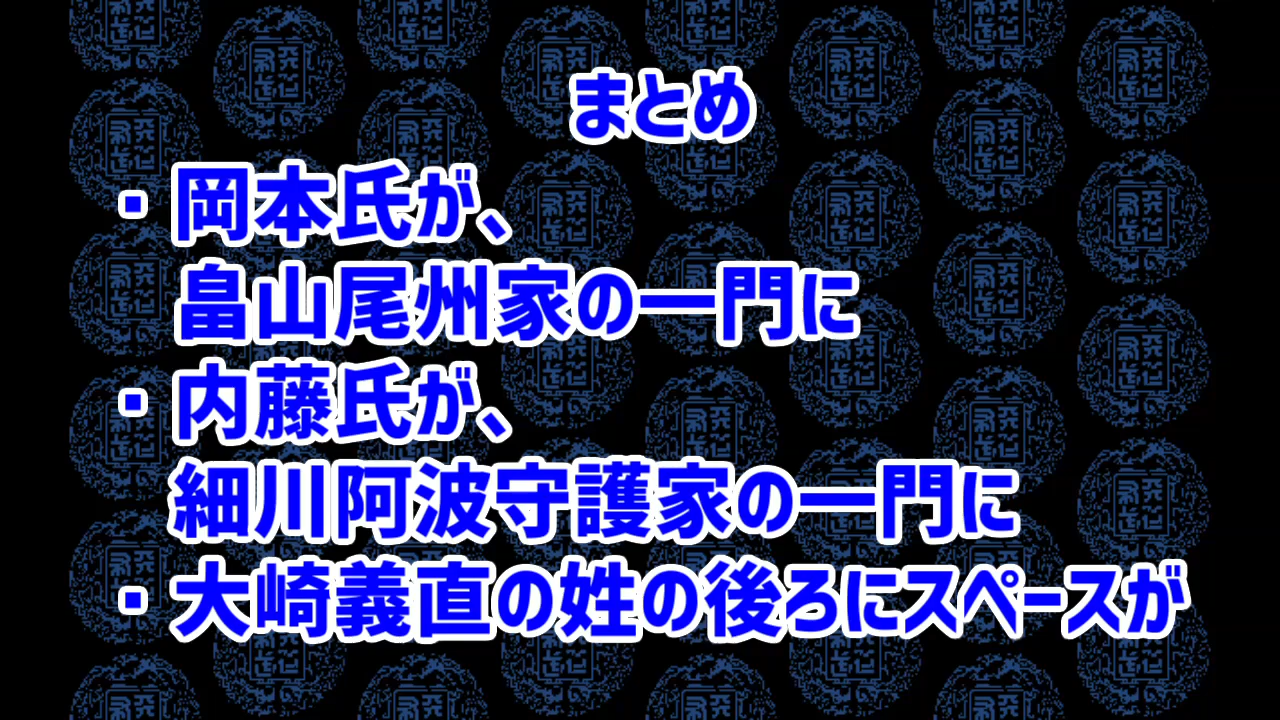 まとめ
・岡本氏が、
畠山尾州家の一門に
・内藤氏が、
細川阿波守護家の一門に
・大崎義直の姓の後ろにスペースが